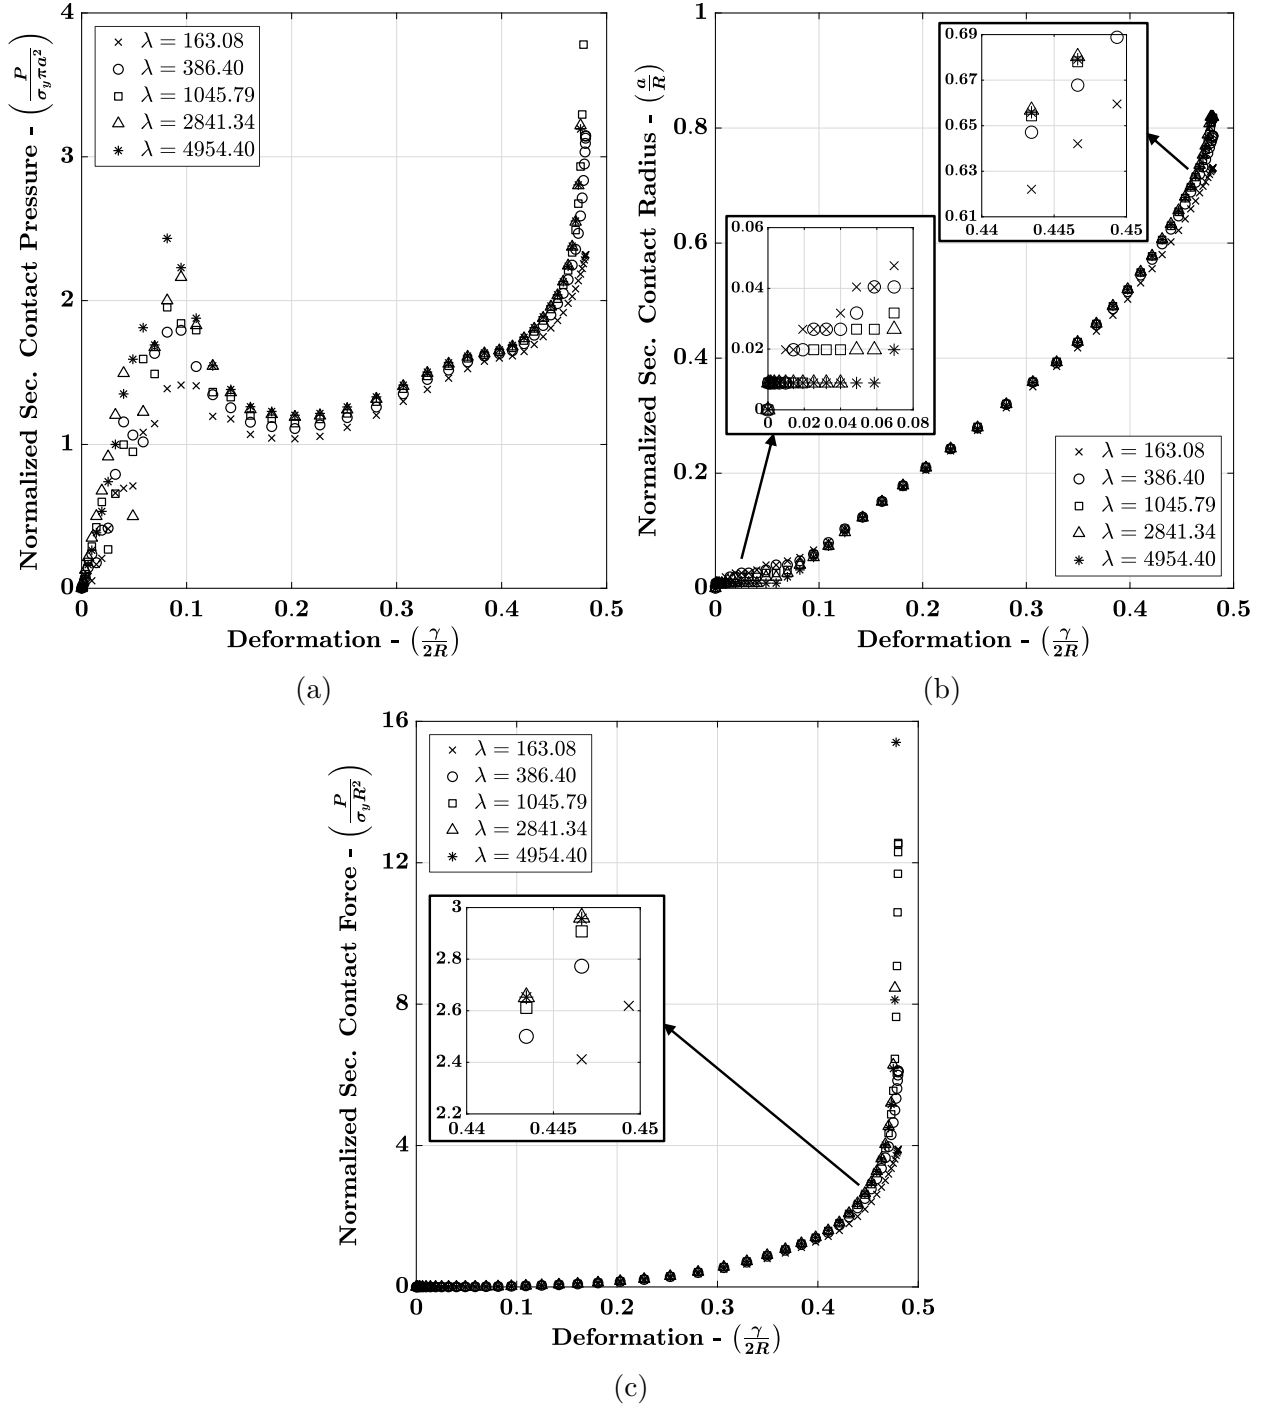 Normalized Sec. Contact Pressure - (P/σ_yπa²)
4
3
2
1
0
λ = 163.08
λ = 386.40
λ = 1045.79
λ = 2841.34
λ = 4954.40
0 0.1 0.2 0.3 0.4 0.5
Deformation - (γ/2R)
(a)
Normalized Sec. Contact Radius - (a/R)
1
0.8
0.6
0.4
0.2
0
0.69
0.67
0.65
0.63
0.61
0.44 0.445 0.45
0.06
0.04
0.02
0
0 0.02 0.04 0.06 0.08
λ = 163.08
λ = 386.40
λ = 1045.79
λ = 2841.34
λ = 4954.40
0 0.1 0.2 0.3 0.4 0.5
Deformation - (γ/2R)
(b)
Normalized Sec. Contact Force - (P/σ_yR²)
16
12
8
4
0
λ = 163.08
λ = 386.40
λ = 1045.79
λ = 2841.34
λ = 4954.40
3
2.8
2.6
2.4
2.2
0.44 0.445 0.45
0 0.1 0.2 0.3 0.4 0.5
Deformation - (γ/2R)
(c)